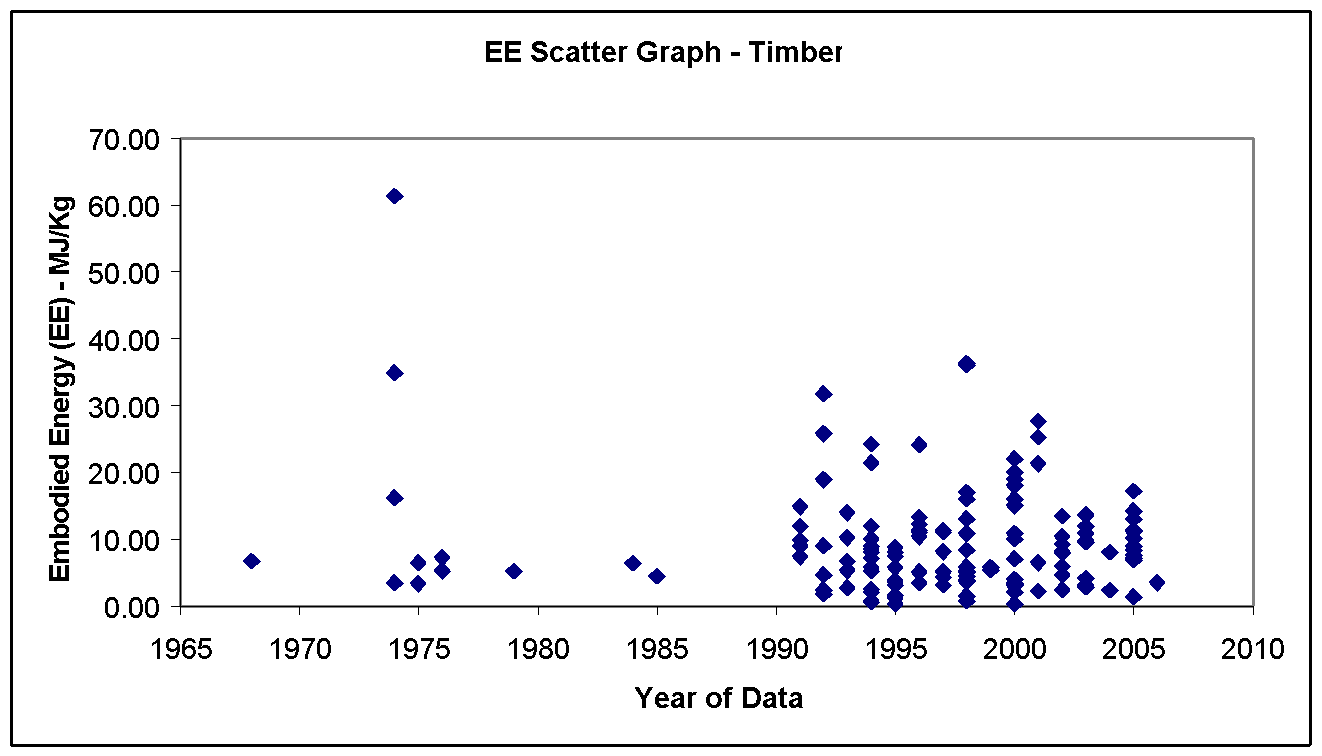 EE Scatter Graph - Timber
70.00
60.00
50.00
40.00
30.00
20.00
10.00
0.00
Embodied Energy (EE) - MJ/Kg
1965 1970 1975 1980 1985 1990 1995 2000 2005 2010
Year of Data